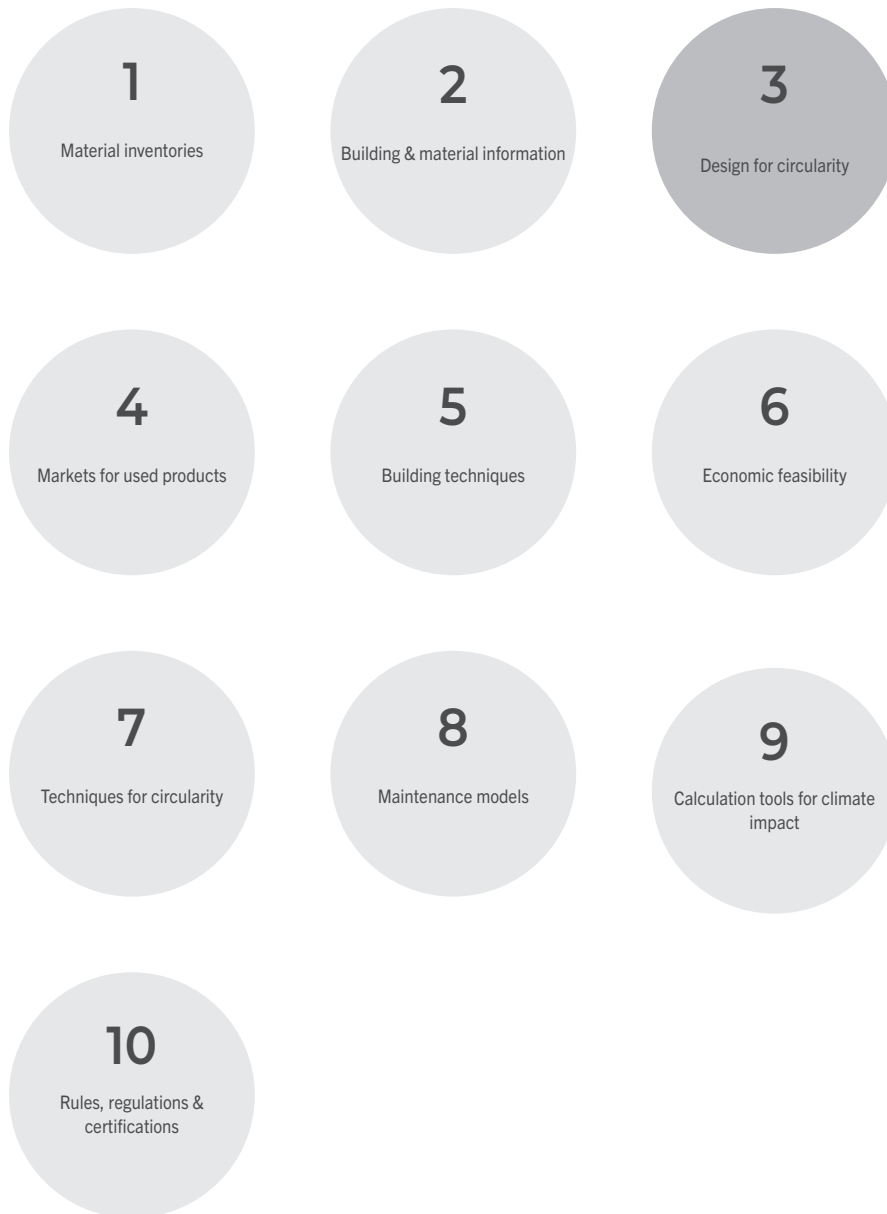 1
Material inventories
2
Building & material information
3
Design for circularity
4
Markets for used products
5
Building techniques
6
Economic feasibility
7
Techniques for circularity
8
Maintenance models
9
Calculation tools for climate
impact
10
Rules, regulations &
certifications